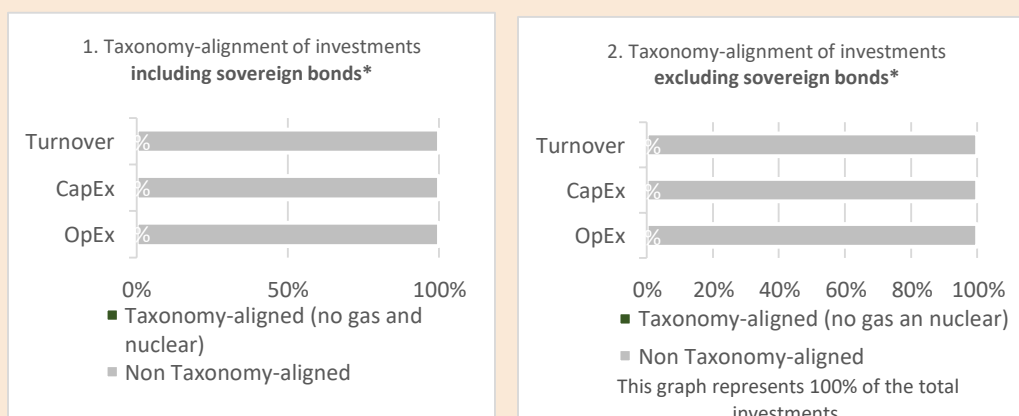 1. Taxonomy-alignment of investments
including sovereign bonds*
Turnover
%
CapEx
%
OpEx
%
0%
50%
100%
Taxonomy-aligned (no gas and
nuclear)
Non Taxonomy-aligned
2. Taxonomy-alignment of investments
excluding sovereign bonds*
Turnover
%
CapEx
%
OpEx
%
0%
20%
40%
60%
80%
100%
Taxonomy-aligned (no gas an nuclear)
Non Taxonomy-aligned
This graph represents 100% of the total
investments